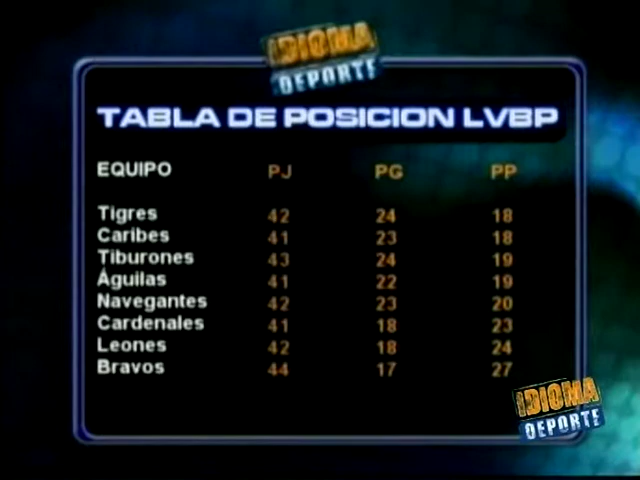 IDIOMA
DEPORTE
TABLA DE POSICION LVBP
EQUIPO PJ PG PP
Tigres 42 24 18
Caribes 41 23 18
Tiburones 43 24 19
Águilas 41 22 19
Navegantes 42 23 20
Cardenales 41 18 23
Leones 42 18 24
Bravos 44 17 27
IDIOMA
DEPORTE